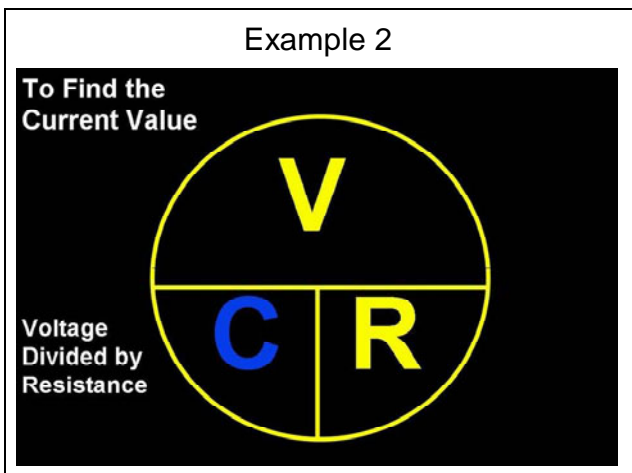 Example 2
To Find the
Current Value
V
C R
Voltage
Divided by
Resistance